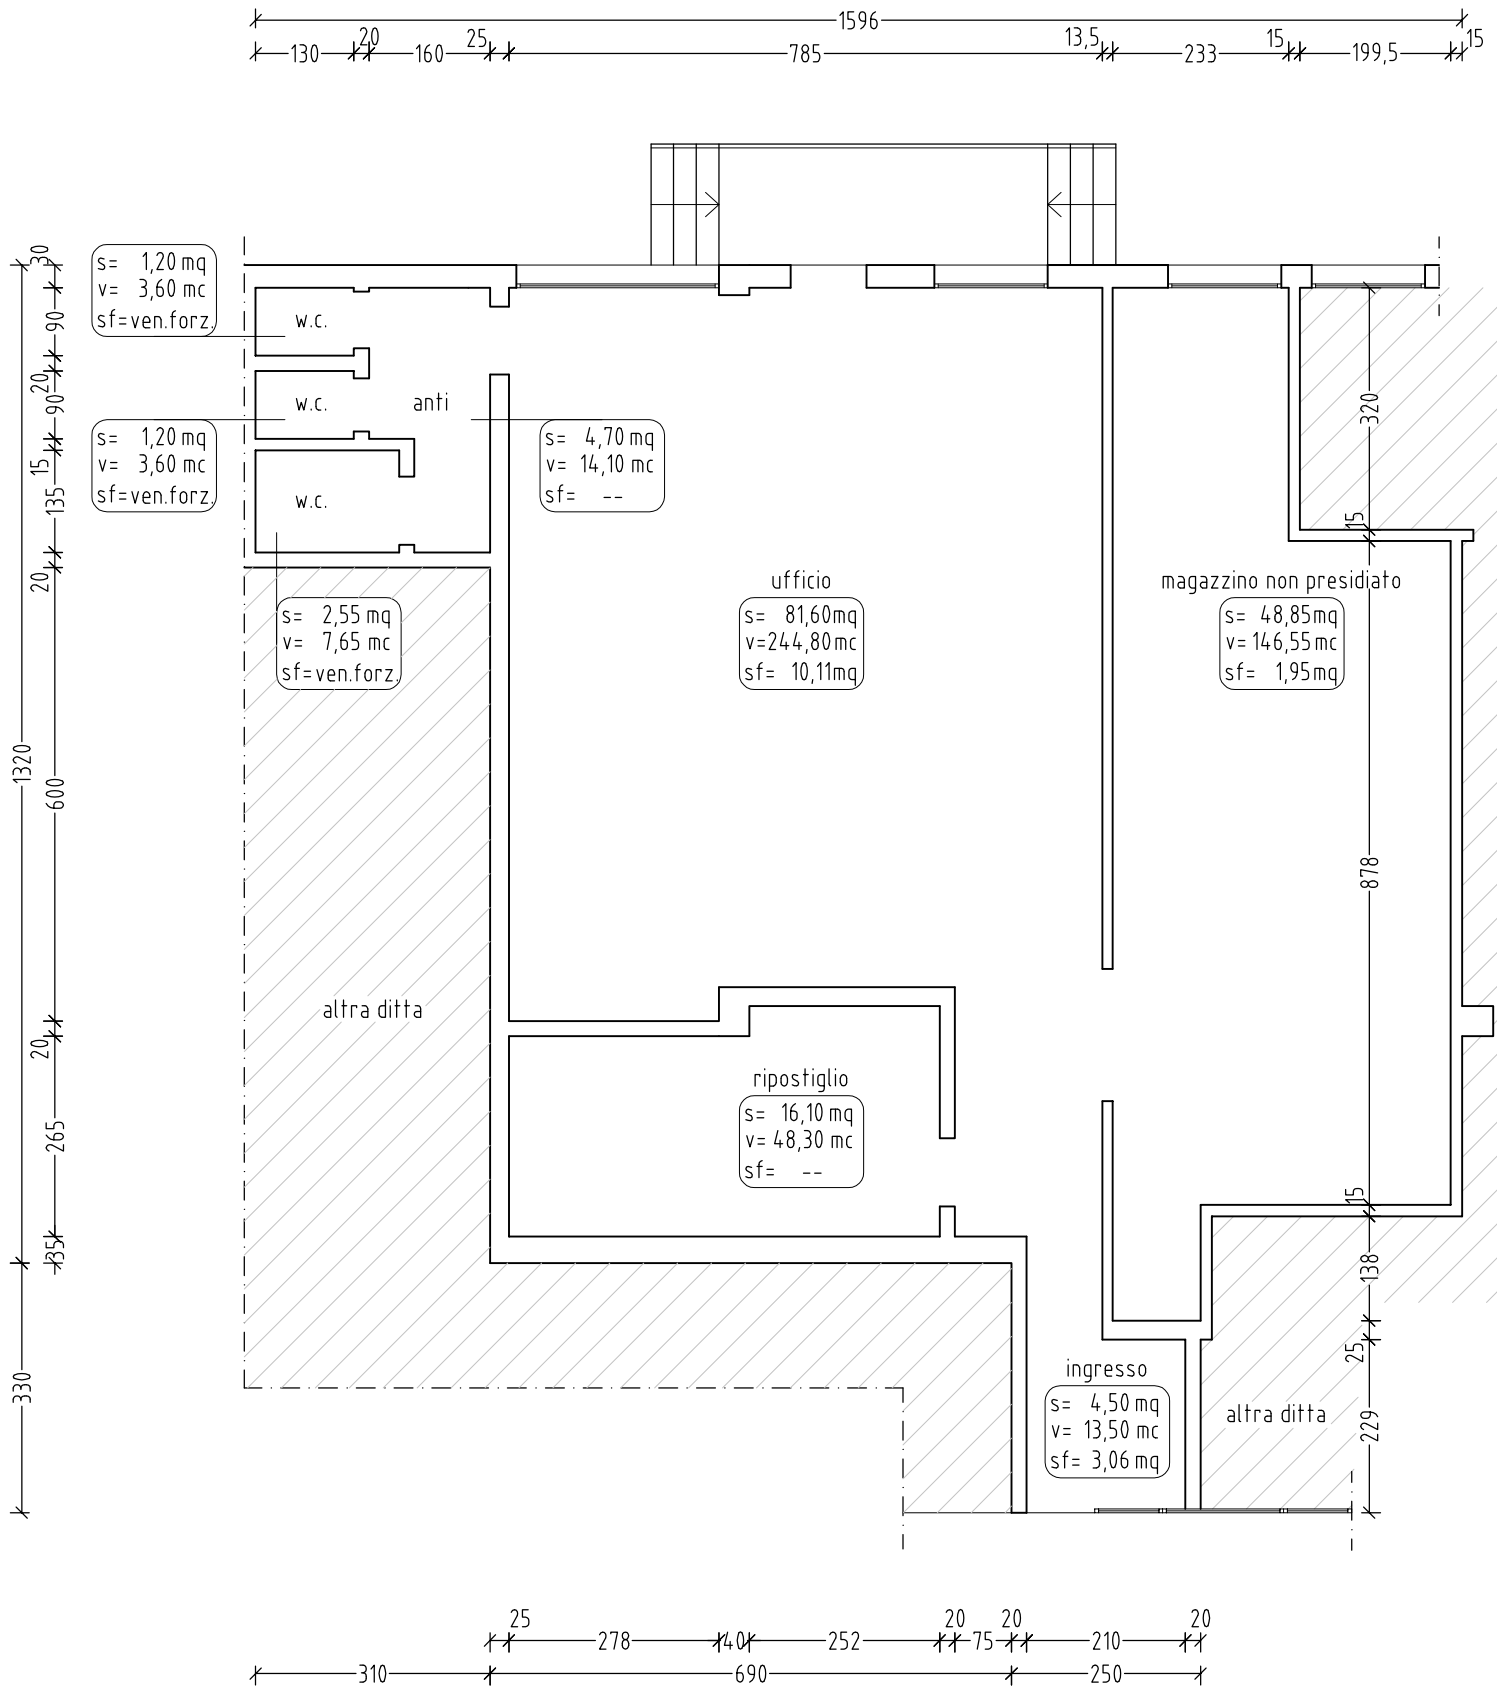 1596
130
20
160
25
785
13,5
233
15
199,5
15
30
90
20
90
15
135
20
600
20
265
35
1320
330
s= 1,20 mq
v= 3,60 mc
sf=ven.forz.
w.c.
s= 1,20 mq
v= 3,60 mc
sf=ven.forz.
w.c.
anti
s= 4,70 mq
v= 14,10 mc
sf= --
w.c.
s= 2,55 mq
v= 7,65 mc
sf=ven.forz.
ufficio
s= 81,60mq
v=244,80mc
sf= 10,11mq
magazzino non presidiato
s= 48,85mq
v=146,55mc
sf= 1,95mq
320
15
878
15
138
25
229
altra ditta
ripostiglio
s= 16,10 mq
v= 48,30 mc
sf= --
ingresso
s= 4,50 mq
v= 13,50 mc
sf= 3,06 mq
altra ditta
25
278
40
252
20
75
20
210
20
310
690
250